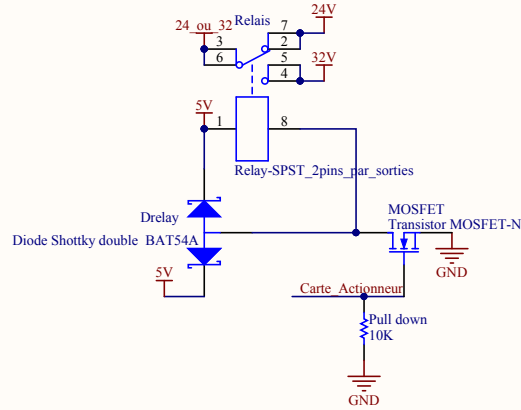 Relais
24_ou_32
24V
7
3
2
6
5
32V
4
5V
1
8
Relay-SPST_2pins_par_sorties
MOSFET
Drelay
Transistor MOSFET-N
Diode Shottky double BAT54A
5V
GND
Carte_Actionneur
Pull down
10K
GND